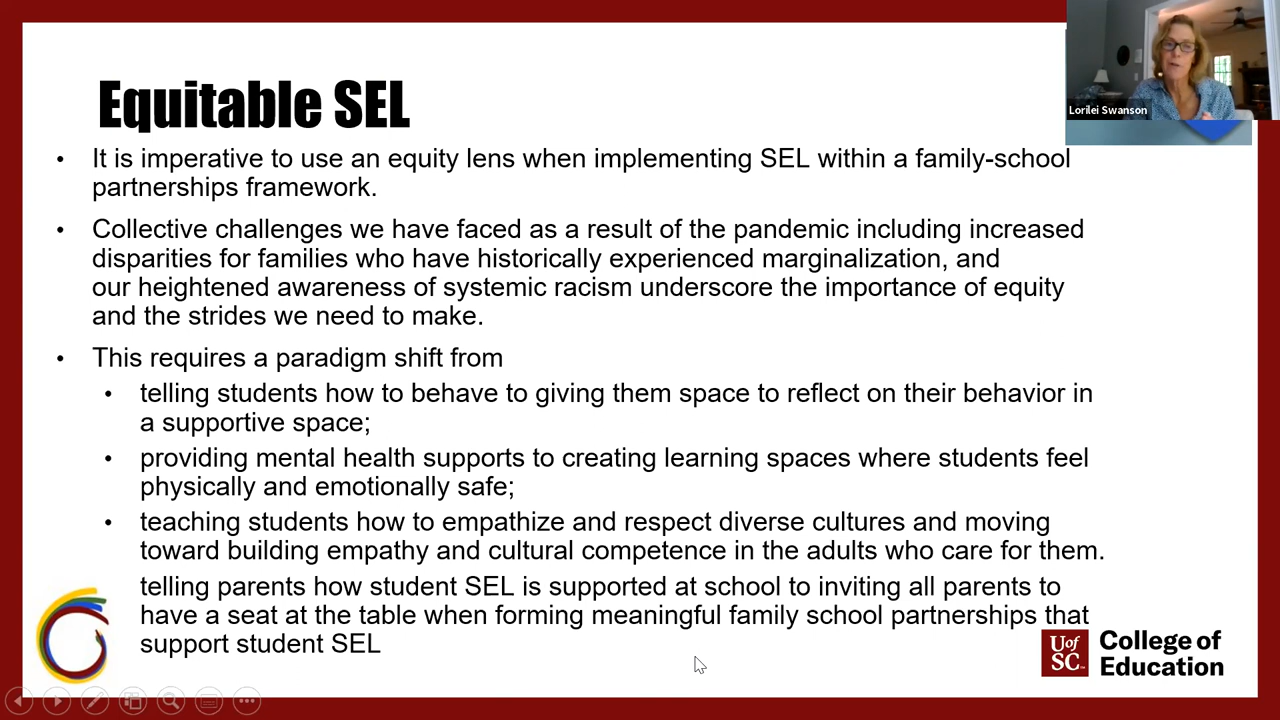 Equitable SEL
Lorilei Swanson
• It is imperative to use an equity lens when implementing SEL within a family-school
partnerships framework.
• Collective challenges we have faced as a result of the pandemic including increased
disparities for families who have historically experienced marginalization, and
our heightened awareness of systemic racism underscore the importance of equity
and the strides we need to make.
• This requires a paradigm shift from
• telling students how to behave to giving them space to reflect on their behavior in
a supportive space;
• providing mental health supports to creating learning spaces where students feel
physically and emotionally safe;
• teaching students how to empathize and respect diverse cultures and moving
toward building empathy and cultural competence in the adults who care for them.
telling parents how student SEL is supported at school to inviting all parents to
have a seat at the table when forming meaningful family school partnerships that
support student SEL
UofSC
College of
Education